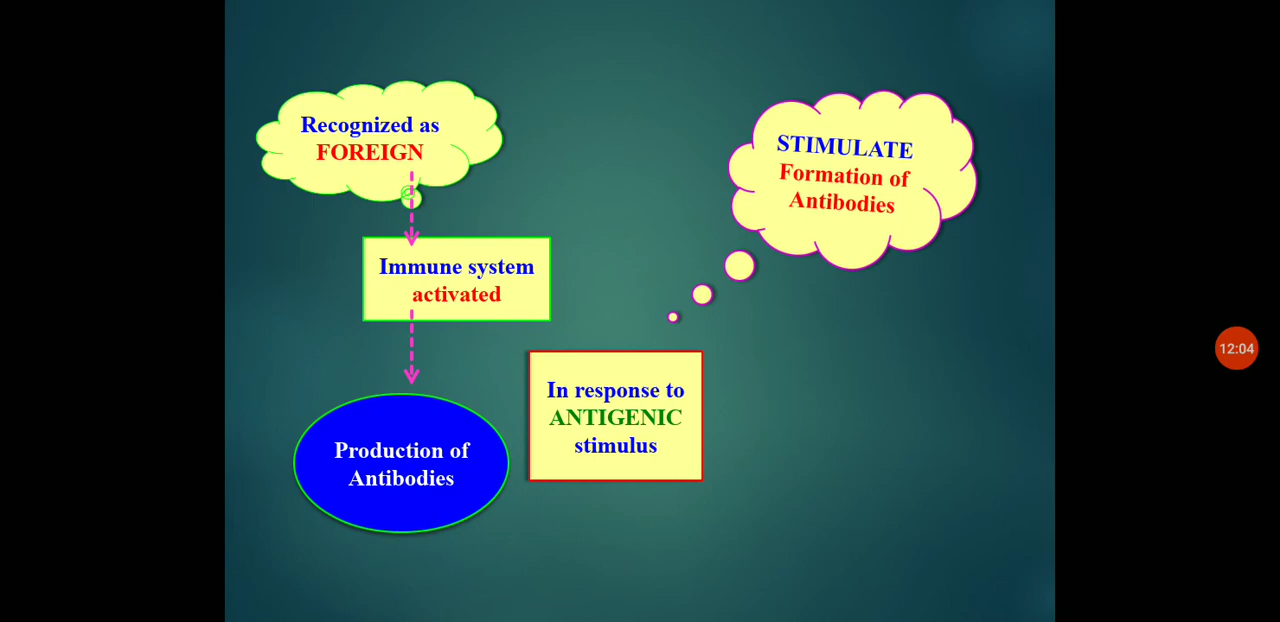 Recognized as
FOREIGN
Immune system
activated
Production of
Antibodies
In response to
ANTIGENIC
stimulus
STIMULATE
Formation of
Antibodies
12:04